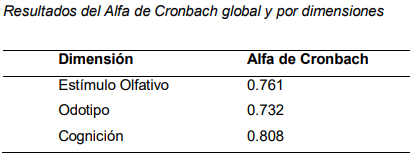 Resultados del Alfa de Cronbach global y por dimensiones
Dimensión Alfa de Cronbach
Estímulo Olfativo 0.761
Odotipo 0.732
Cognición 0.808